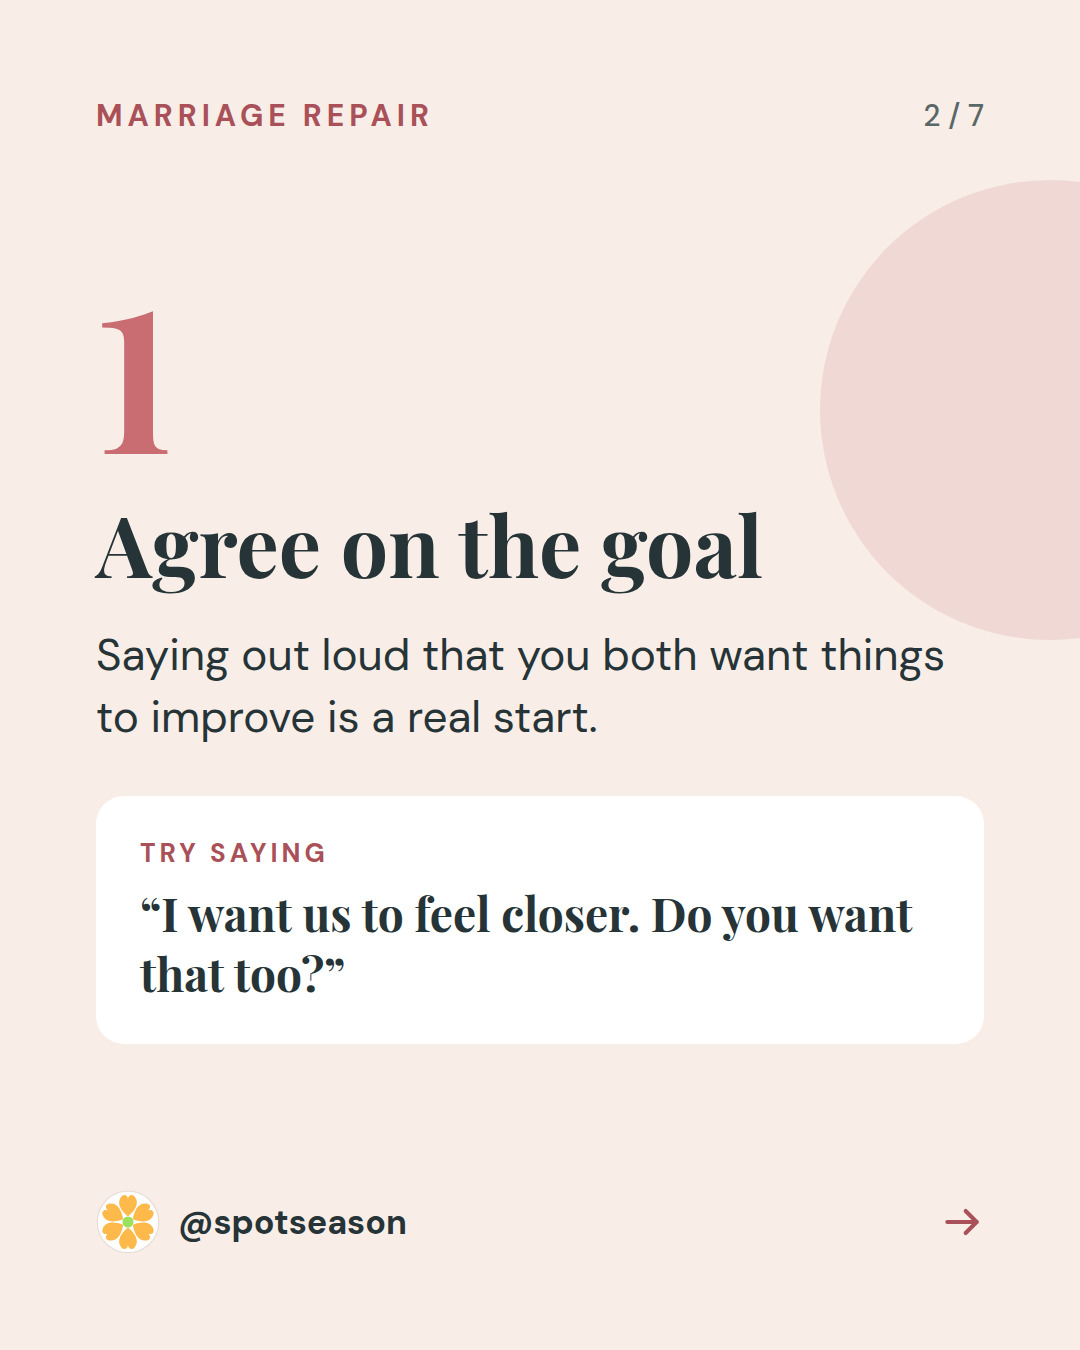 MARRIAGE REPAIR
2 / 7
1
Agree on the goal
Saying out loud that you both want things
to improve is a real start.
TRY SAYING
“I want us to feel closer. Do you want
that too?”
@spotseason